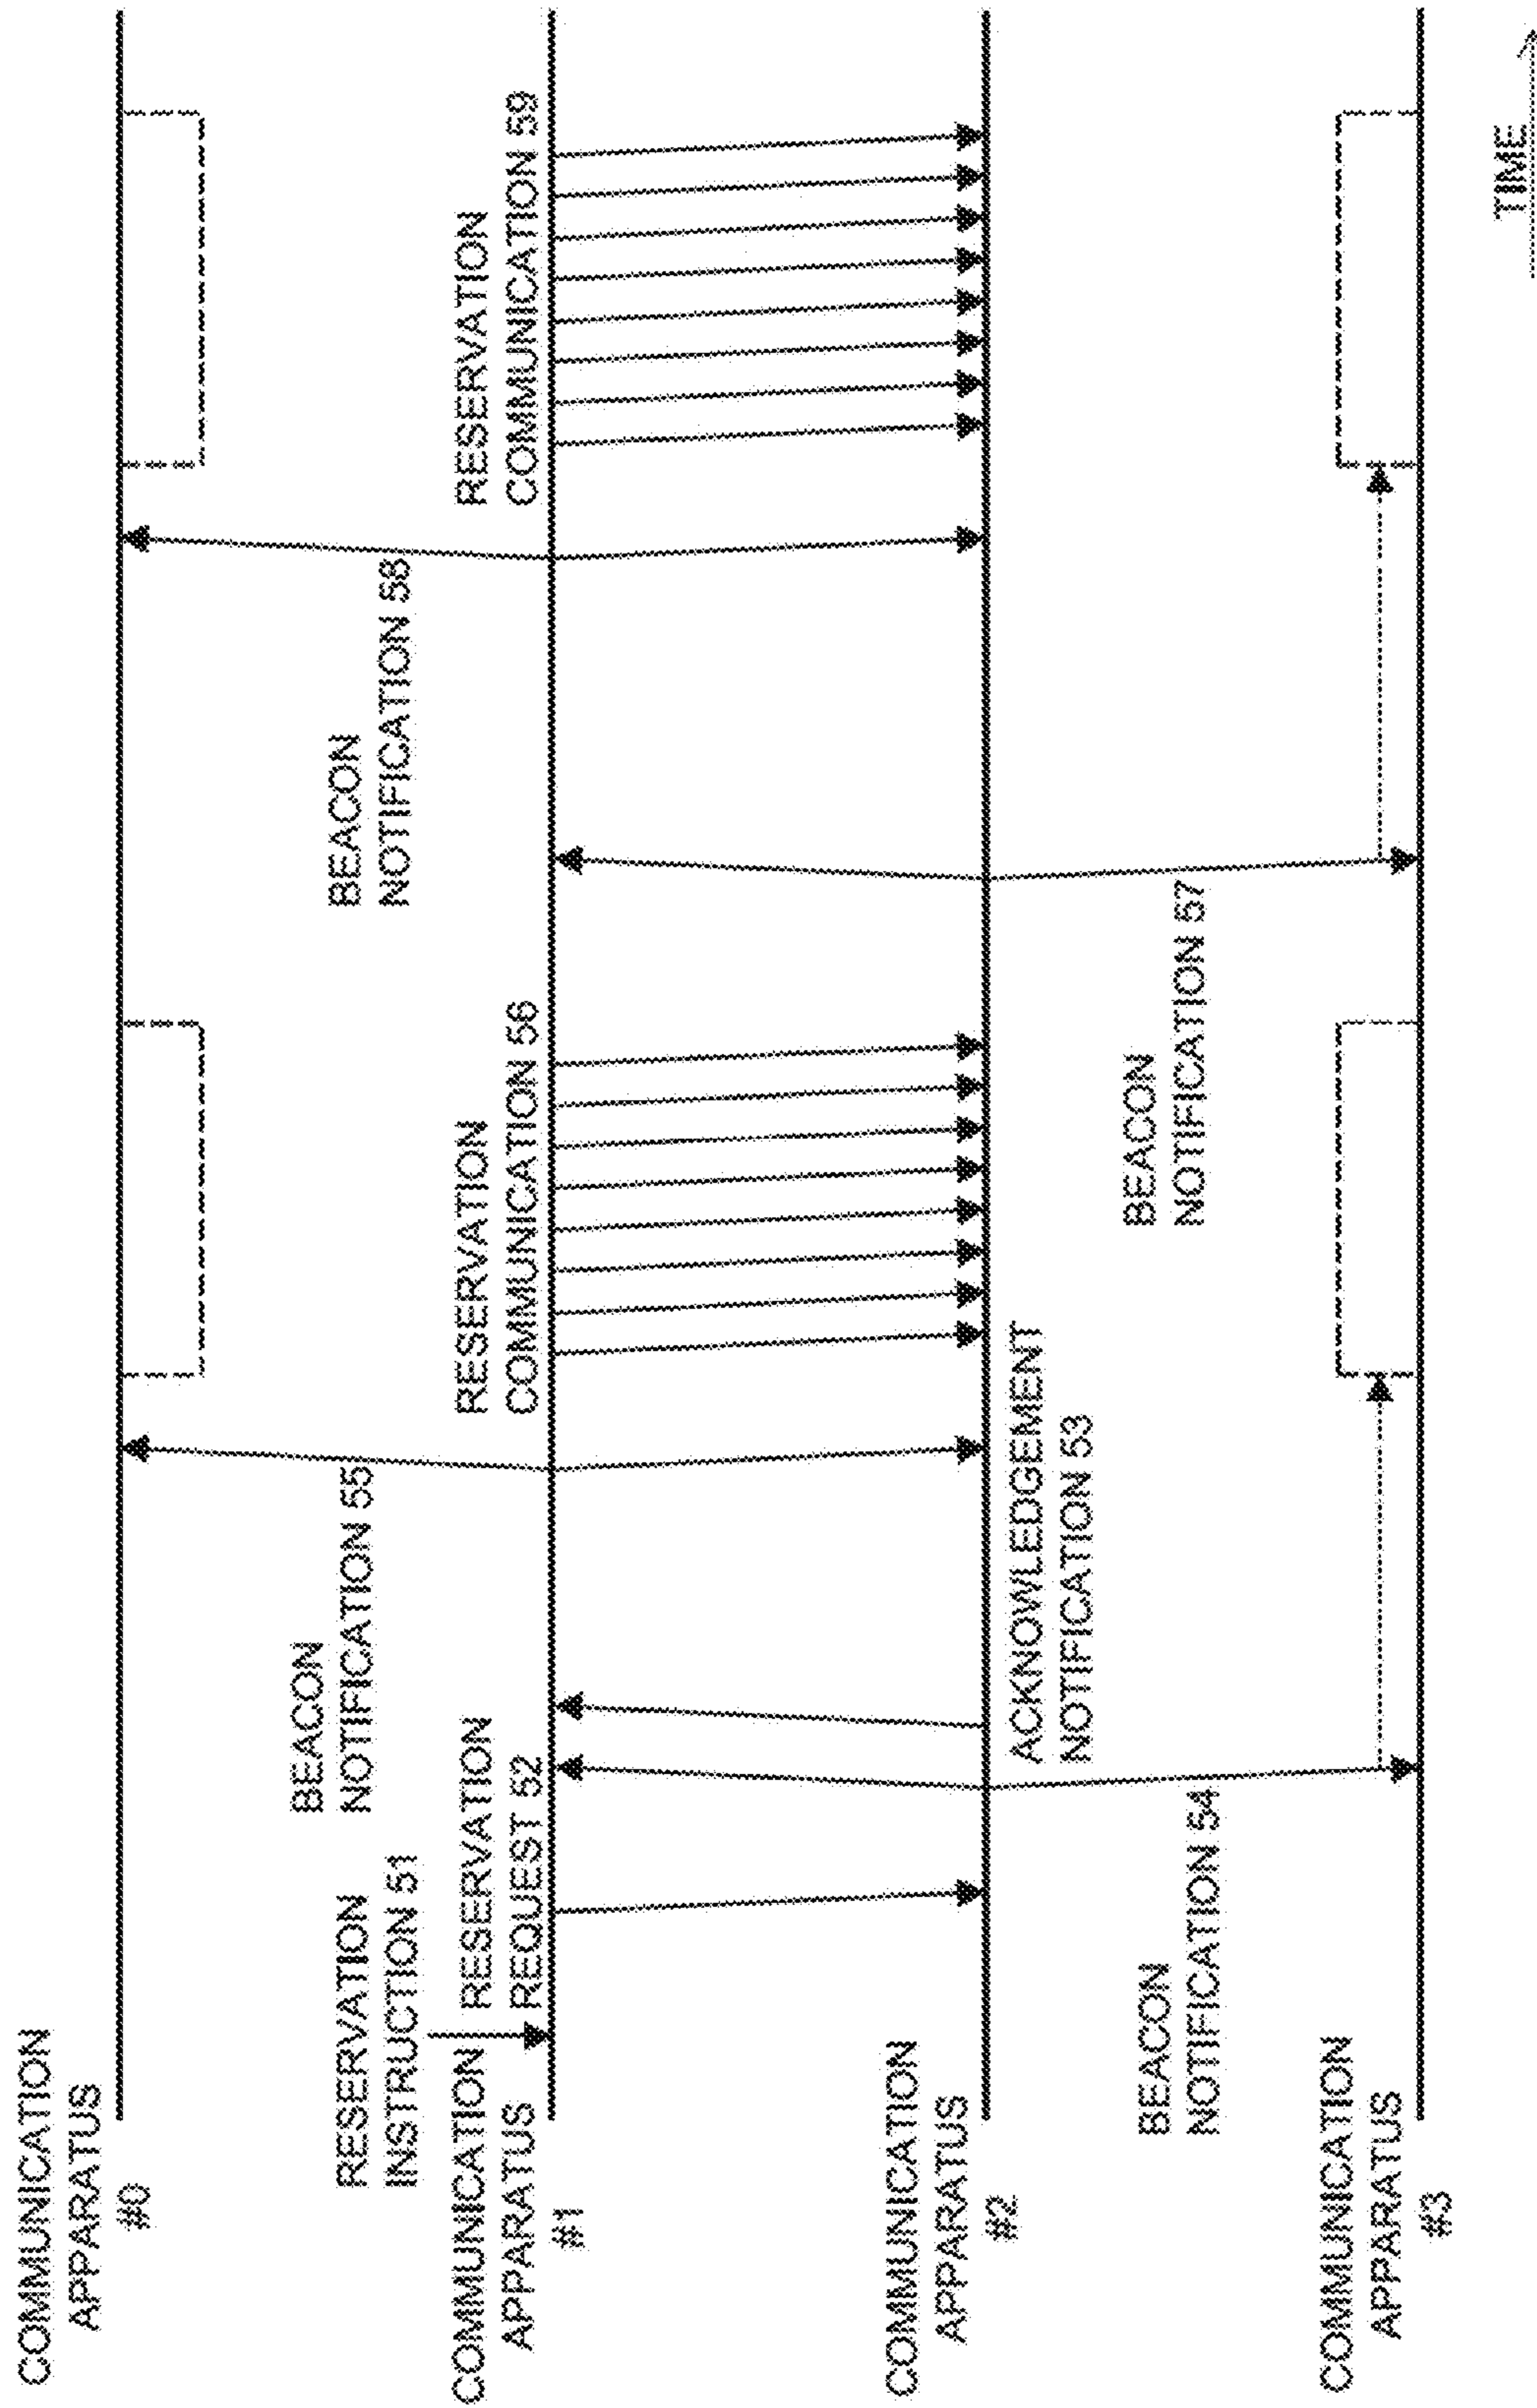 COMMUNICATION
APPARATUS
#0
RESERVATION
INSTRUCTION 51
COMMUNICATION
APPARATUS
#1
RESERVATION
REQUEST 52
BEACON
NOTIFICATION 55
RESERVATION
COMMUNICATION 56
BEACON
NOTIFICATION 58
RESERVATION
COMMUNICATION 59
COMMUNICATION
APPARATUS
#2
ACKNOWLEDGEMENT
NOTIFICATION 53
BEACON
NOTIFICATION 54
BEACON
NOTIFICATION 57
COMMUNICATION
APPARATUS
#3
TIME